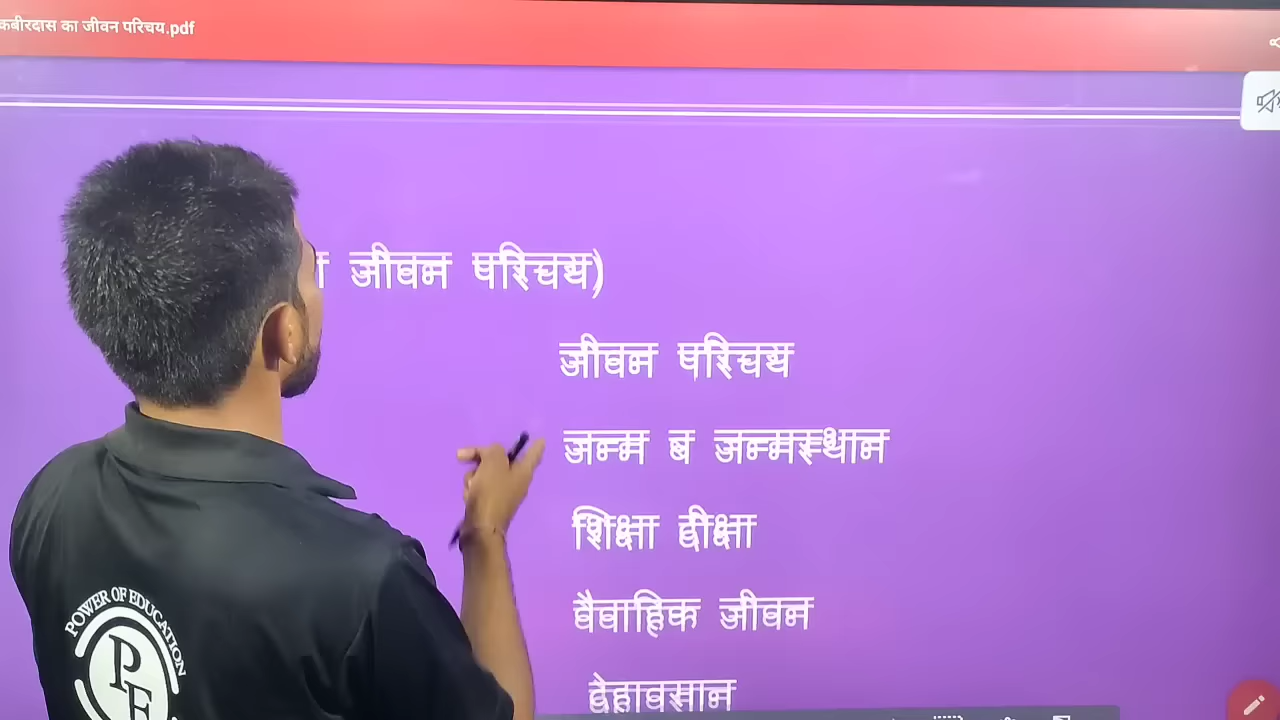 कबीरदास का जीवन परिचय.pdf
जीवन परिचय)
जीवन परिचय
जन्म व जन्मस्थान
शिक्षा दीक्षा
वैवाहिक जीवन
देहावसान
POWER OF EDUCATION
PE